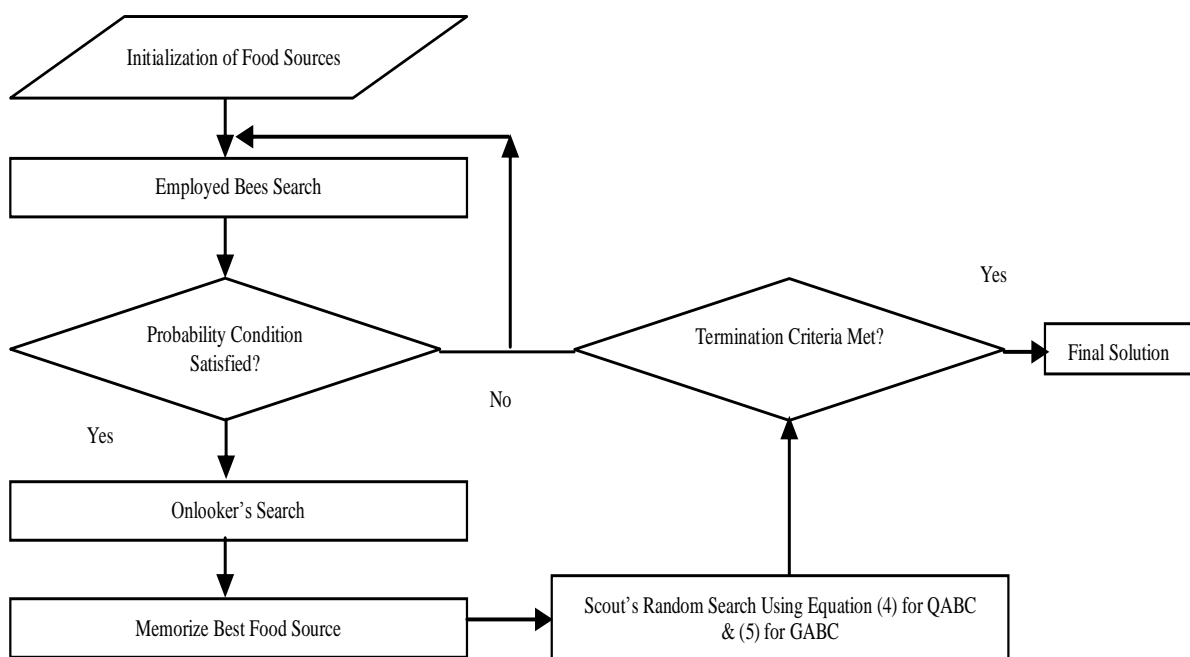 Initialization of Food Sources
Employed Bees Search
Probability Condition
Satisfied?
Yes
No
Onlooker's Search
Memorize Best Food Source
Scout's Random Search Using Equation (4) for QABC
& (5) for GABC
Termination Criteria Met?
Yes
Final Solution